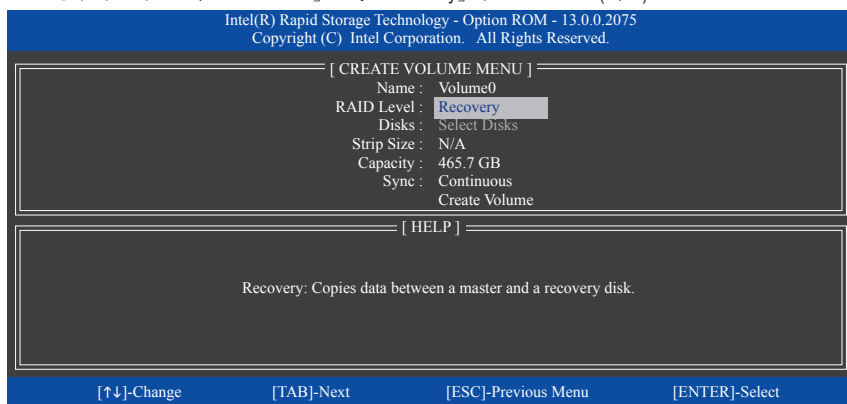 Intel(R) Rapid Storage Technology - Option ROM - 13.0.0.2075
Copyright (C) Intel Corporation. All Rights Reserved.
[ CREATE VOLUME MENU ]
Name : Volume0
RAID Level : Recovery
Disks : Select Disks
Strip Size : N/A
Capacity : 465.7 GB
Sync : Continuous
Create Volume
[ HELP ]
Recovery: Copies data between a master and a recovery disk.
[↑↓]-Change [TAB]-Next [ESC]-Previous Menu [ENTER]-Select